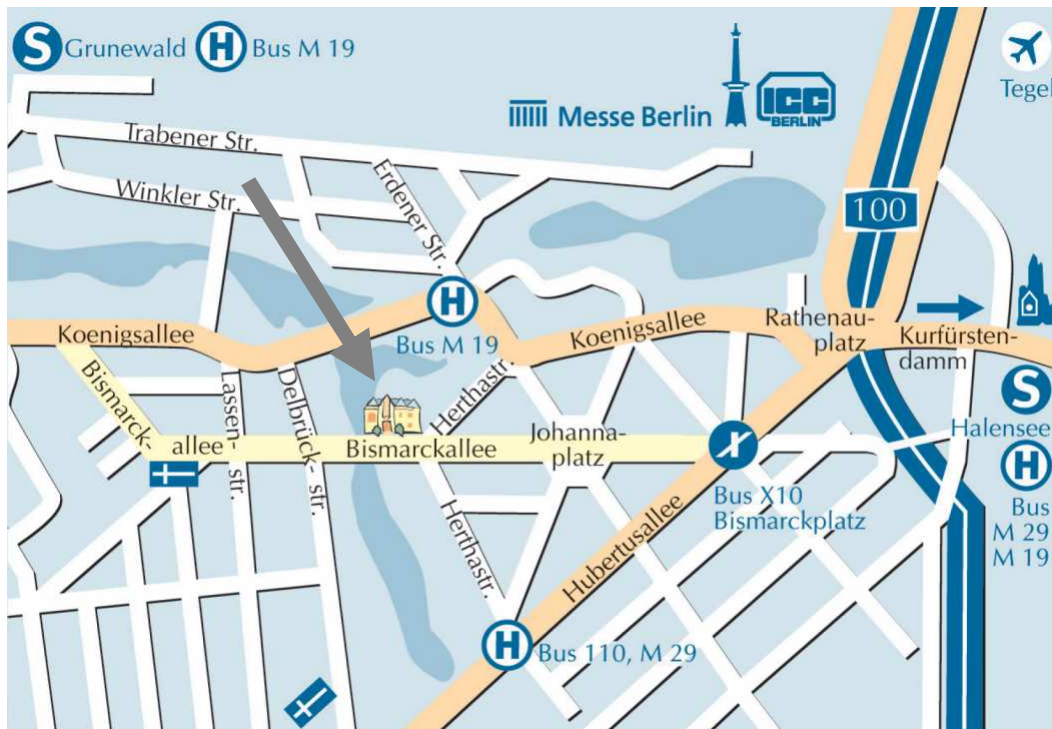 S Grunewald H Bus M 19
Messe Berlin
ICC
BERLIN
Tegel
Trabener Str.
Winkler Str.
Erdener Str.
100
H
Bus M 19
Koenigsallee
Koenigsallee
Rathenau-
platz
Kurfürsten-
damm
S
Halensee
H
Bus
M 29
M 19
Bismarck-
allee
Lassen-
str.
Delbrück-
str.
Herthastr.
Bismarckallee
Johanna-
platz
X
Bus X10
Bismarckplatz
Herthastr.
Hubertusallee
H Bus 110, M 29